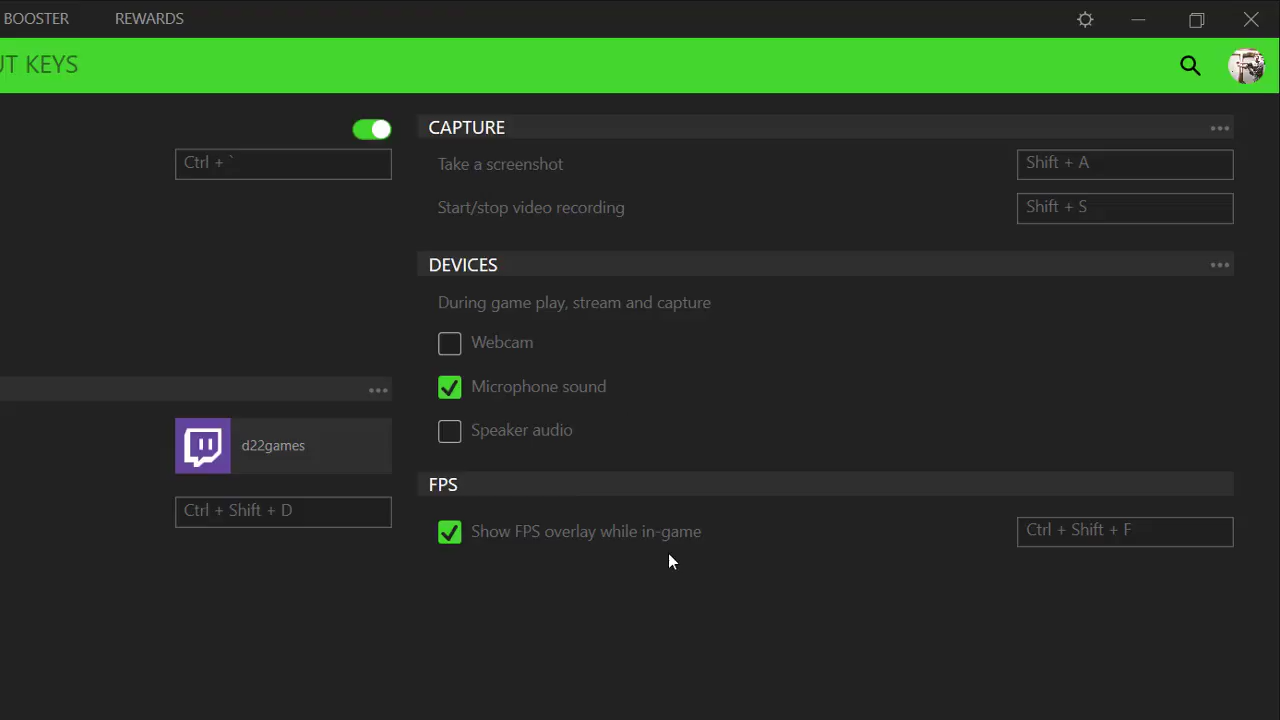 BOOSTER REWARDS
UT KEYS
Ctrl + `
CAPTURE
Take a screenshot Shift + A
Start/stop video recording Shift + S
DEVICES
During game play, stream and capture
Webcam
Microphone sound
Speaker audio
d22games
Ctrl + Shift + D
FPS
Show FPS overlay while in-game Ctrl + Shift + F